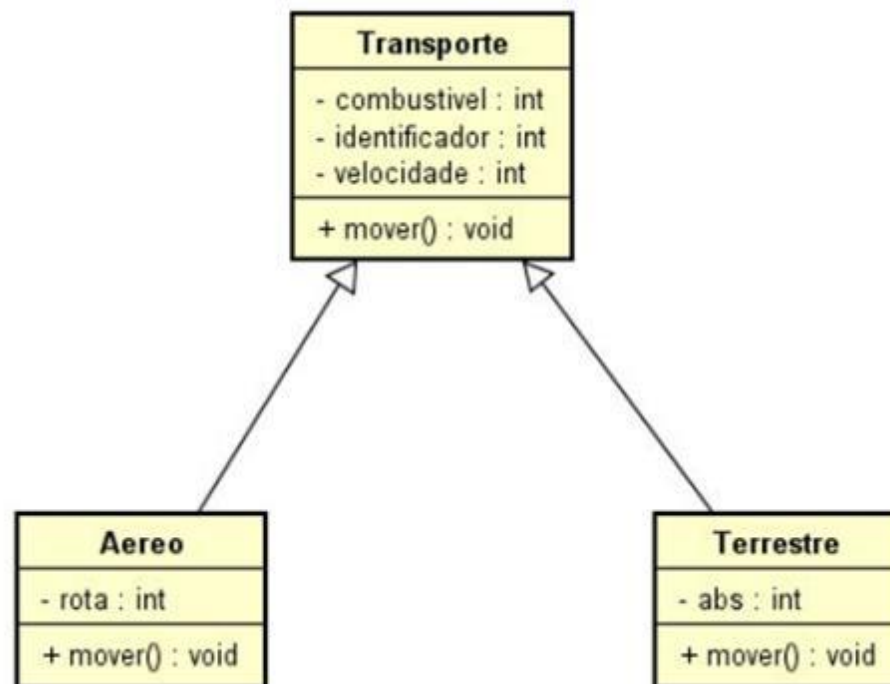 Transporte
- combustivel : int
- identificador : int
- velocidade : int
+ mover() : void
Aereo
- rota : int
+ mover() : void
Terrestre
- abs : int
+ mover() : void